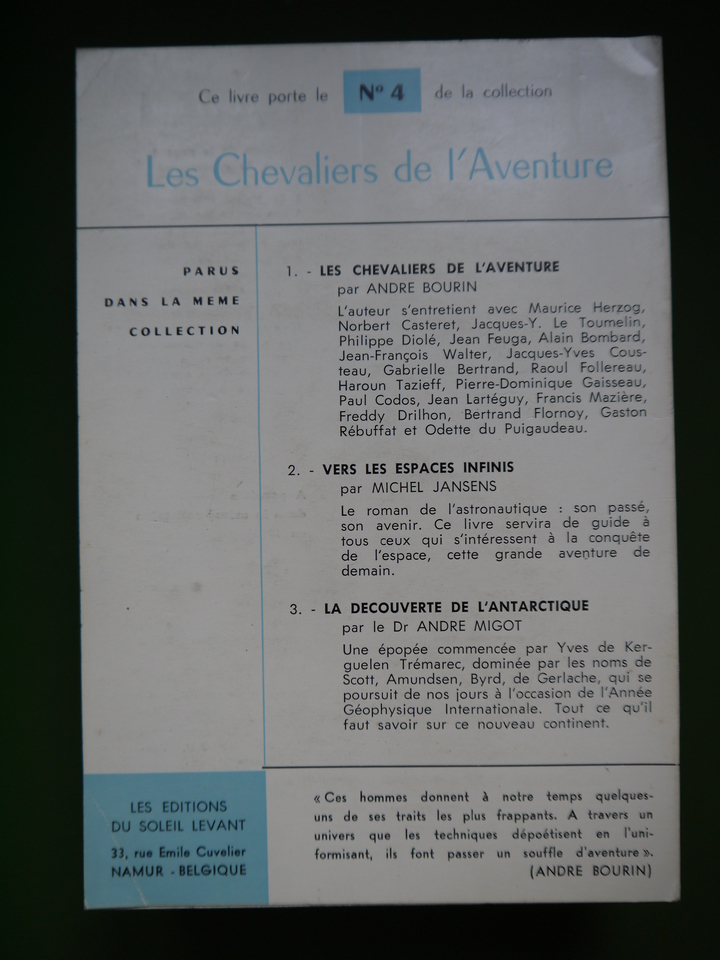 Ce livre porte le Nº 4 de la collection
Les Chevaliers de l'Aventure
PARUS
DANS LA MEME
COLLECTION
1. - LES CHEVALIERS DE L'AVENTURE
par ANDRE BOURIN
L'auteur s'entretient avec Maurice Herzog,
Norbert Casteret, Jacques-Y. Le Toumelin,
Philippe Diolé, Jean Feuga, Alain Bombard,
Jean-François Walter, Jacques-Yves Cous-
teau, Gabrielle Bertrand, Raoul Follereau,
Haroun Tazieff, Pierre-Dominique Gaisseau,
Paul Codos, Jean Lartéguy, Francis Mazière,
Freddy Drilhon, Bertrand Flornoy, Gaston
Rébuffat et Odette du Puigaudeau.
2. - VERS LES ESPACES INFINIS
par MICHEL JANSENS
Le roman de l'astronautique : son passé,
son avenir. Ce livre servira de guide à
tous ceux qui s'intéressent à la conquête
de l'espace, cette grande aventure de
demain.
3. - LA DECOUVERTE DE L'ANTARCTIQUE
par le Dr ANDRE MIGOT
Une épopée commencée par Yves de Ker-
guelen Trémarec, dominée par les noms de
Scott, Amundsen, Byrd, de Gerlache, qui se
poursuit de nos jours à l'occasion de l'Année
Géophysique Internationale. Tout ce qu'il
faut savoir sur ce nouveau continent.
LES EDITIONS
DU SOLEIL LEVANT
33, rue Emile Cuvelier
NAMUR - BELGIQUE
« Ces hommes donnent à notre temps quelques-
uns de ses traits les plus frappants. A travers un
univers que les techniques dépoétisent en l'uni-
formisant, ils font passer un souffle d'aventure ».
(ANDRE BOURIN)